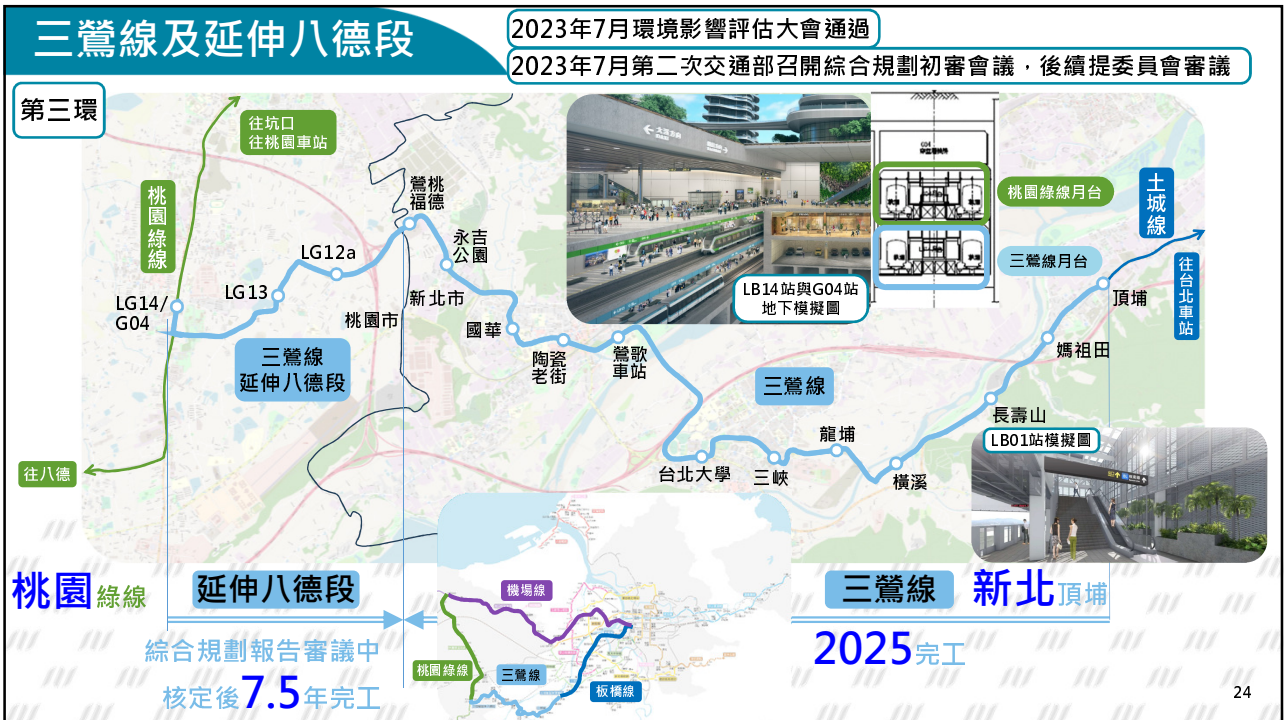 三鶯線及延伸八德段
2023年7月環境影響評估大會通過
2023年7月第二次交通部召開綜合規劃初審會議，後續提委員會審議
第三環
往坑口
往桃園車站
桃園綠線
LG14/
G04
LG13
LG12a
鶯桃
福德
永吉
公園
新北市
桃園市
國華
陶瓷
老街
鶯歌
車站
三鶯線
延伸八德段
三鶯線
台北大學
三峽
龍埔
橫溪
長壽山
媽祖田
頂埔
土城線
往台北車站
桃園綠線月台
三鶯線月台
G04
LB14站與G04站
地下模擬圖
LB01站模擬圖
往八德
桃園綠線
延伸八德段
三鶯線
新北頂埔
綜合規劃報告審議中
核定後7.5年完工
2025完工
機場線
桃園綠線
三鶯線
板橋線
24